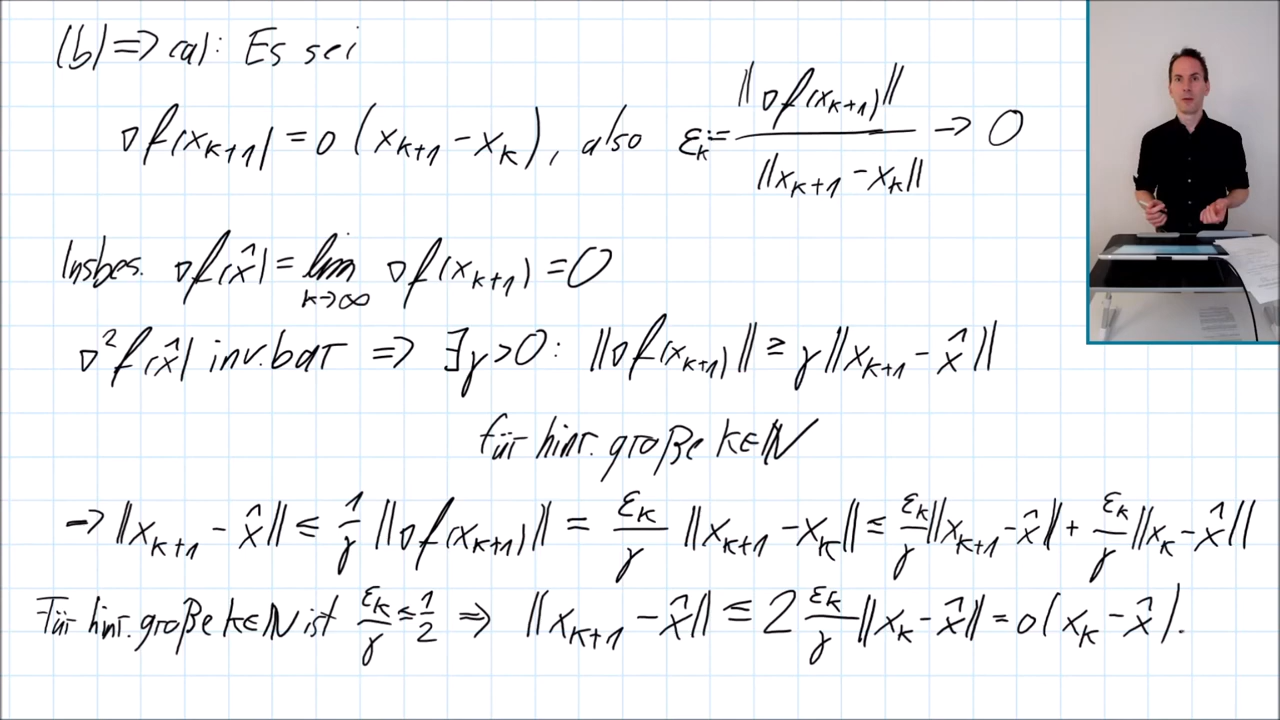 (b) => (a): Es sei
∇f(x_{k+1}) = o(x_{k+1} - x_k), also ε_k := ||∇f(x_{k+1})|| / ||x_{k+1} - x_k|| → 0
Insbes. ∇f(x̂) = lim_{k→∞} ∇f(x_{k+1}) = 0
∇²f(x̂) inv.bar => ∃γ>0: ||∇f(x_{k+1})|| ≥ γ||x_{k+1} - x̂||
für hinr. große k∈ℕ
→ ||x_{k+1} - x̂|| ≤ 1/γ ||∇f(x_{k+1})|| = ε_k/γ ||x_{k+1} - x_k|| ≤ ε_k/γ ||x_{k+1} - x̂|| + ε_k/γ ||x_k - x̂||
Für hinr. große k∈ℕ ist ε_k/γ ≤ 1/2 => ||x_{k+1} - x̂|| ≤ 2 ε_k/γ ||x_k - x̂|| = o(x_k - x̂).